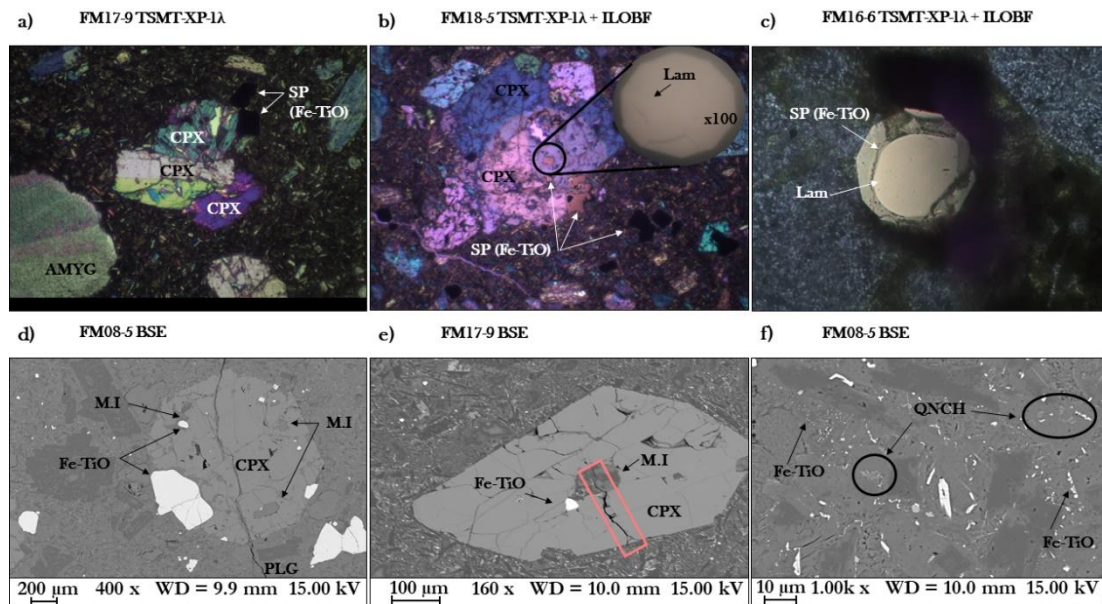 a) FM17-9 TSMT-XP-1λ
SP
(Fe-TiO)
CPX
CPX
CPX
AMYG
b) FM18-5 TSMT-XP-1λ + ILOBF
Lam
CPX
x100
CPX
SP (Fe-TiO)
c) FM16-6 TSMT-XP-1λ + ILOBF
SP (Fe-TiO)
Lam
d) FM08-5 BSE
M.I
M.I
CPX
Fe-TiO
PLG
200 µm 400 x WD = 9.9 mm 15.00 kV
e) FM17-9 BSE
M.I
Fe-TiO
CPX
100 µm 160 x WD = 10.0 mm 15.00 kV
f) FM08-5 BSE
QNCH
Fe-TiO
Fe-TiO
10 µm 1.00k x WD = 10.0 mm 15.00 kV